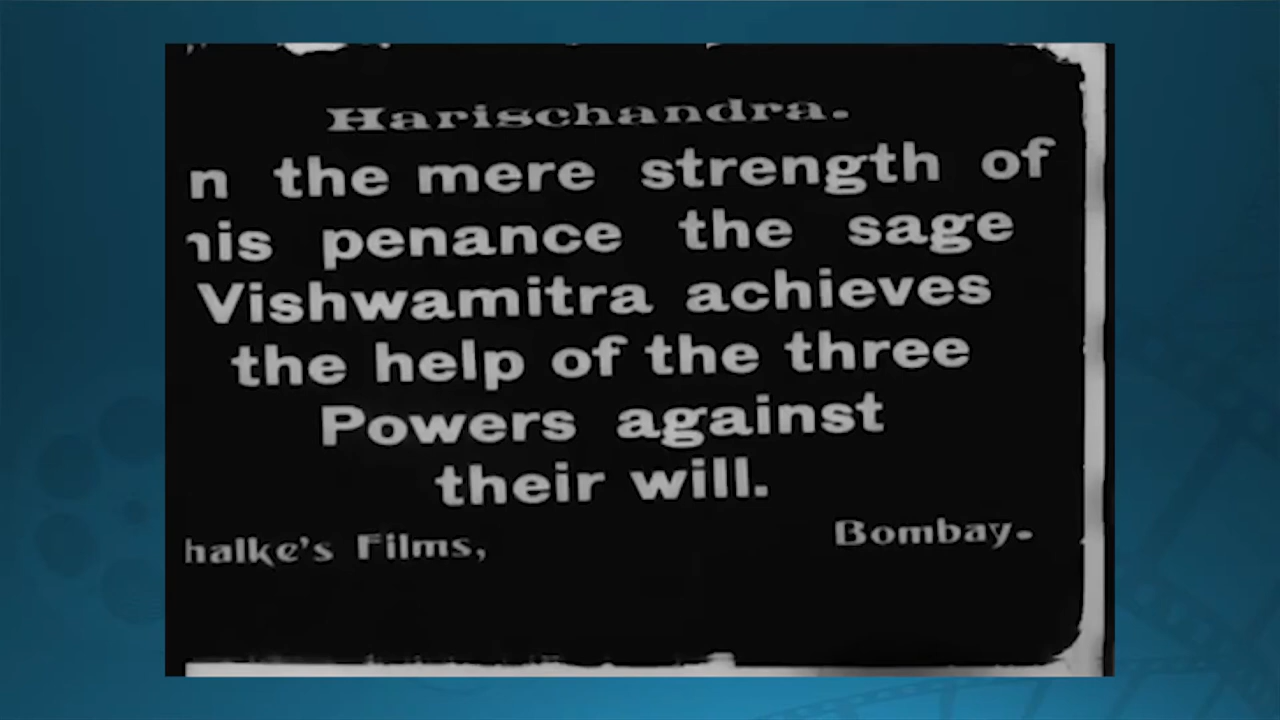 Harischandra.
n the mere strength of
his penance the sage
Vishwamitra achieves
the help of the three
Powers against
their will.
halke's Films, Bombay.